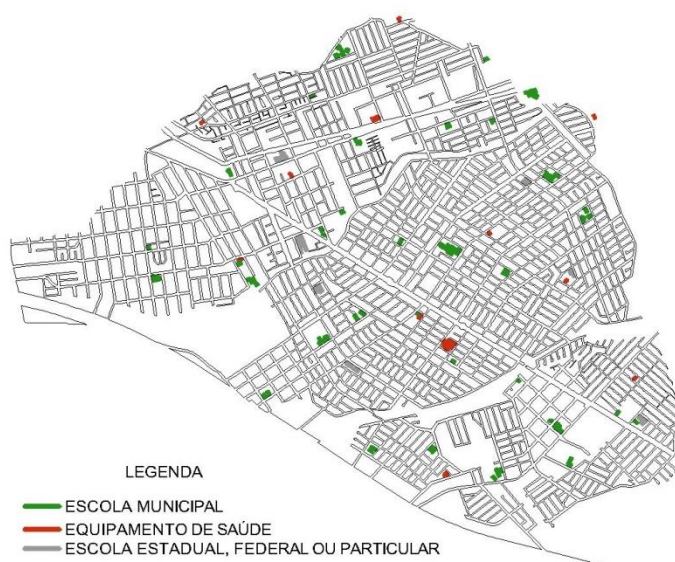 LEGENDA
ESCOLA MUNICIPAL
EQUIPAMENTO DE SAÚDE
ESCOLA ESTADUAL, FEDERAL OU PARTICULAR